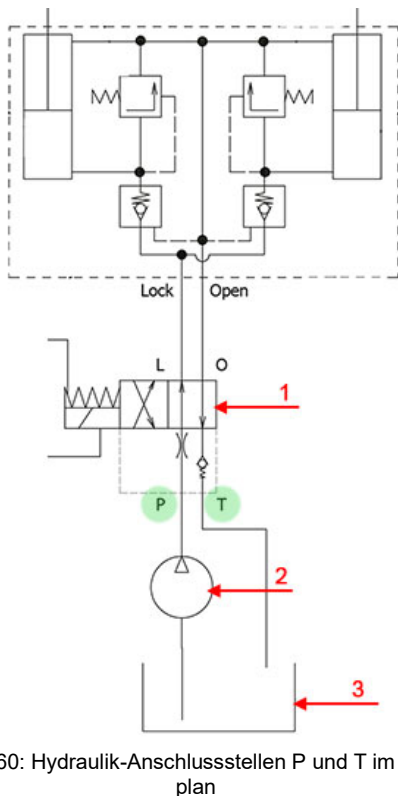 Lock Open
L O
1
P T
2
3
60: Hydraulik-Anschlussstellen P und T im
plan